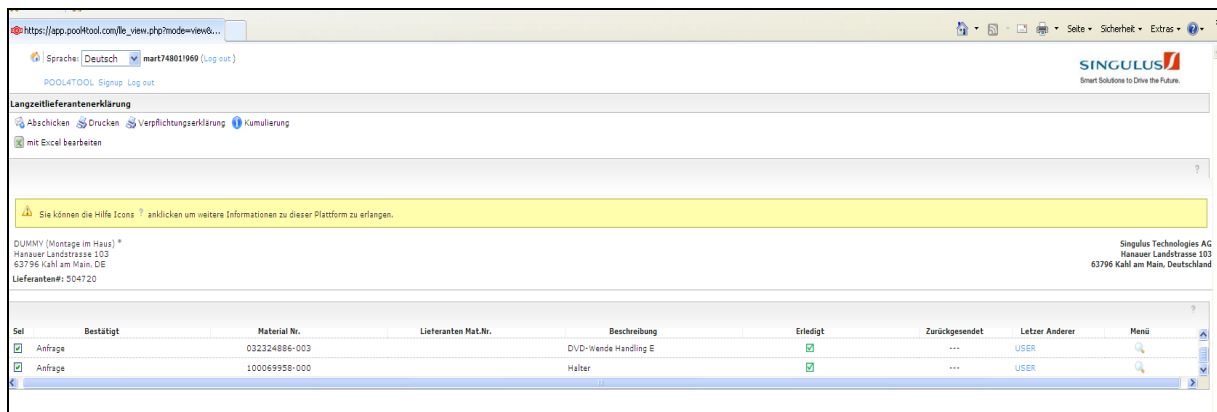 https://app.pool4tool.com/lle_view.php?mode=view&...
Seite Sicherheit Extras
Sprache: Deutsch mart74801!969 (Log out )
POOL4TOOL Signup Log out
SINGULUS
Smart Solutions to Drive the Future.
Langzeitlieferantenerklärung
Abschicken Drucken Verpflichtungserklärung Kumulierung
mit Excel bearbeiten
?
Sie können die Hilfe Icons ? anklicken um weitere Informationen zu dieser Plattform zu erlangen.
DUMMY (Montage im Haus) *
Hanauer Landstrasse 103
63796 Kahl am Main, DE
Lieferanten#: 504720
Singulus Technologies AG
Hanauer Landstrasse 103
63796 Kahl am Main, Deutschland
?
Sel Bestätigt Material Nr. Lieferanten Mat.Nr. Beschreibung Erledigt Zurückgesendet Letzer Anderer Menü
Anfrage 032324886-003 DVD-Wende Handling E --- USER
Anfrage 100069958-000 Halter --- USER